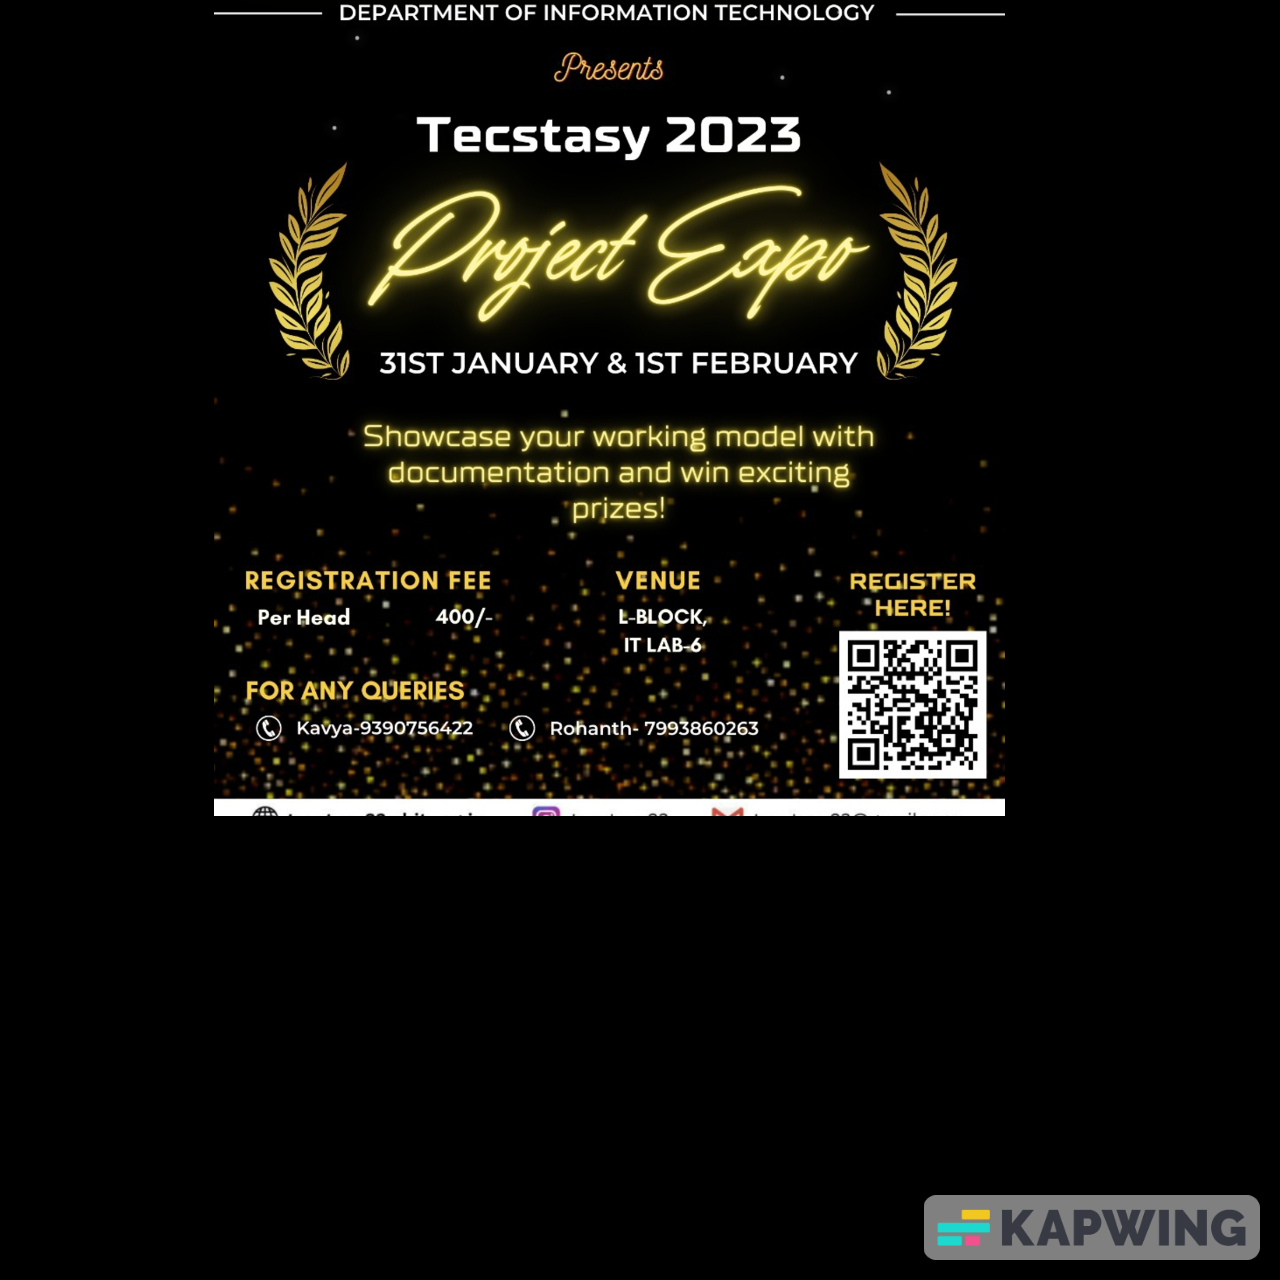 DEPARTMENT OF INFORMATION TECHNOLOGY
Presents
Tecstasy 2023
Project Expo
31ST JANUARY & 1ST FEBRUARY
Showcase your working model with
documentation and win exciting
prizes!
REGISTRATION FEE
Per Head 400/-
VENUE
L-BLOCK,
IT LAB-6
REGISTER
HERE!
FOR ANY QUERIES
Kavya-9390756422 Rohanth- 7993860263
KAPWING